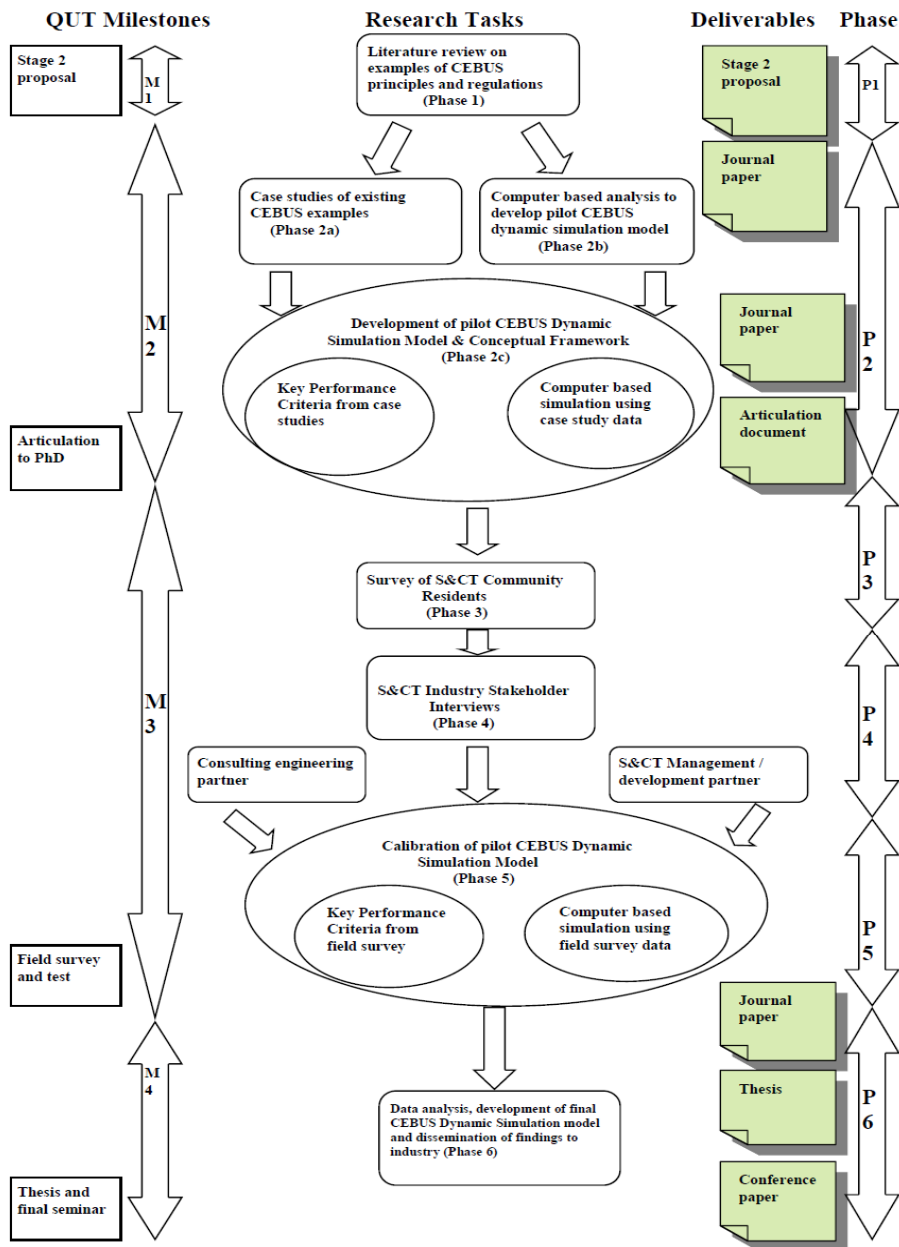 QUT Milestones
Research Tasks
Deliverables
Phase
Stage 2
proposal
M
1
Literature review on
examples of CEBUS
principles and regulations
(Phase 1)
Stage 2
proposal
P1
Journal
paper
Case studies of existing
CEBUS examples
(Phase 2a)
Computer based analysis to
develop pilot CEBUS
dynamic simulation model
(Phase 2b)
M
2
Development of pilot CEBUS Dynamic
Simulation Model & Conceptual Framework
(Phase 2c)
Key Performance
Criteria from case
studies
Computer based
simulation using
case study data
Journal
paper
P
2
Articulation
document
Articulation
to PhD
Survey of S&CT Community
Residents
(Phase 3)
P
3
M
3
S&CT Industry Stakeholder
Interviews
(Phase 4)
P
4
Consulting engineering
partner
S&CT Management /
development partner
Calibration of pilot CEBUS Dynamic
Simulation Model
(Phase 5)
Key Performance
Criteria from
field survey
Computer based
simulation using
field survey data
P
5
Field survey
and test
Journal
paper
M
4
Data analysis, development of final
CEBUS Dynamic Simulation model
and dissemination of findings to
industry (Phase 6)
Thesis
P
6
Thesis and
final seminar
Conference
paper